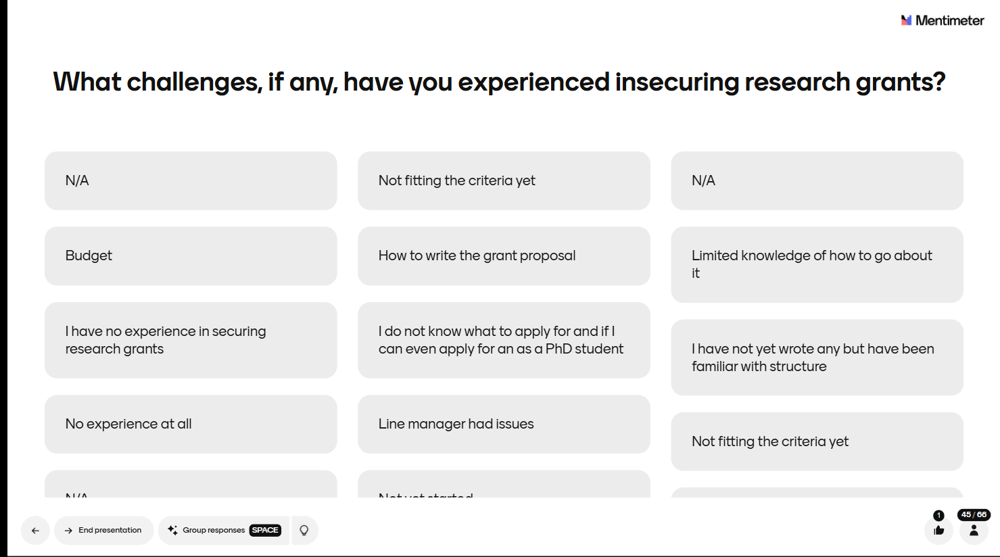 Mentimeter
What challenges, if any, have you experienced insecuring research grants?
N/A
Not fitting the criteria yet
N/A
Budget
How to write the grant proposal
Limited knowledge of how to go about
it
I have no experience in securing
research grants
I do not know what to apply for and if I
can even apply for an as a PhD student
I have not yet wrote any but have been
familiar with structure
No experience at all
Line manager had issues
Not fitting the criteria yet
N/A
Not yet started
End presentation
Group responses SPACE
1
45 / 66